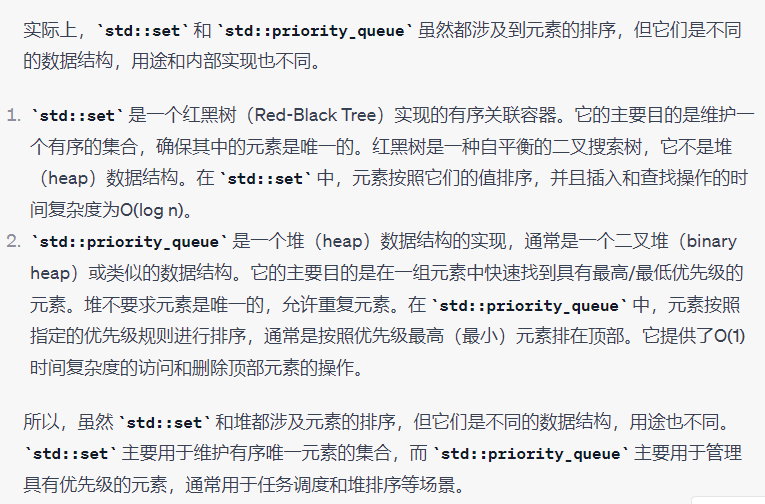 实际上，`std::set` 和 `std::priority_queue` 虽然都涉及到元素的排序，但它们是不同
的数据结构，用途和内部实现也不同。
1. `std::set` 是一个红黑树（Red-Black Tree）实现的有序关联容器。它的主要目的是维护一
个有序的集合，确保其中的元素是唯一的。红黑树是一种自平衡的二叉搜索树，它不是堆
（heap）数据结构。在 `std::set` 中，元素按照它们的值排序，并且插入和查找操作的时
间复杂度为O(log n)。
2. `std::priority_queue` 是一个堆（heap）数据结构的实现，通常是一个二叉堆（binary
heap）或类似的数据结构。它的主要目的是在一组元素中快速找到具有最高/最低优先级的
元素。堆不要求元素是唯一的，允许重复元素。在 `std::priority_queue` 中，元素按照
指定的优先级规则进行排序，通常是按照优先级最高（最小）元素排在顶部。它提供了O(1)
时间复杂度的访问和删除顶部元素的操作。
所以，虽然 `std::set` 和堆都涉及元素的排序，但它们是不同的数据结构，用途也不同。
`std::set` 主要用于维护有序唯一元素的集合，而 `std::priority_queue` 主要用于管理
具有优先级的元素，通常用于任务调度和堆排序等场景。